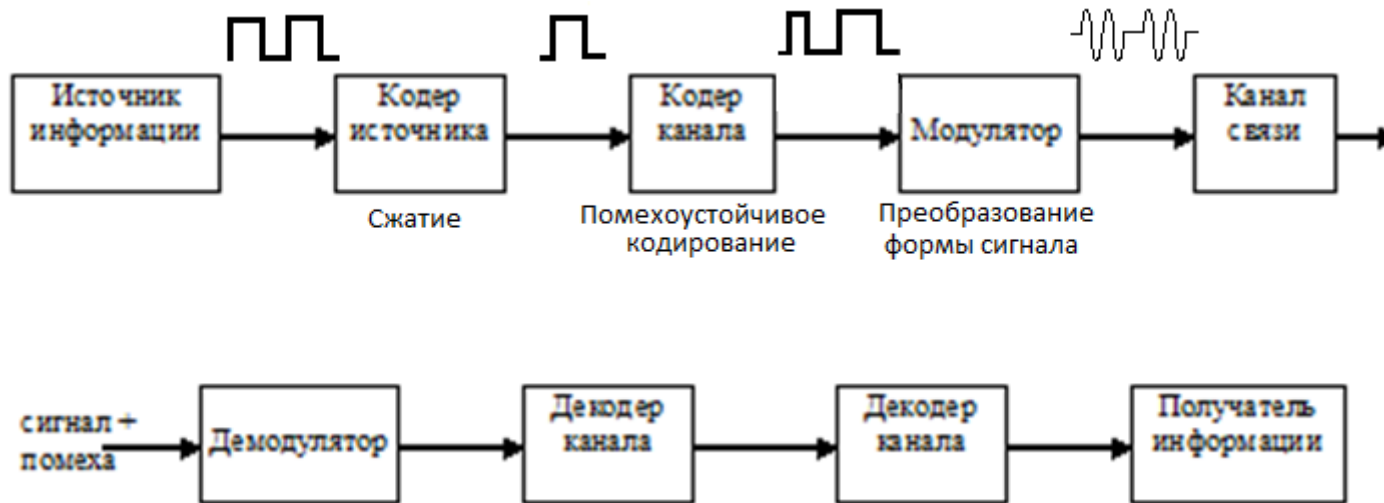 Источник
информации
Кодер
источника
Кодер
канала
Модулятор
Канал
связи
Сжатие
Помехоустойчивое
кодирование
Преобразование
формы сигнала
сигнал +
помеха
Демодулятор
Декодер
канала
Декодер
канала
Получатель
информации